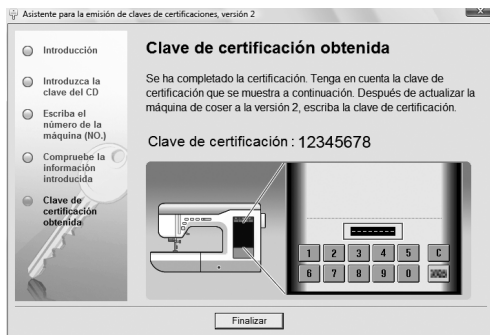 Asistente para la emisión de claves de certificaciones, versión 2
Introducción
Introduzca la
clave del CD
Escriba el
número de la
máquina (NO.)
Compruebe la
información
introducida
Clave de
certificación
obtenida
Clave de certificación obtenida
Se ha completado la certificación. Tenga en cuenta la clave de
certificación que se muestra a continuación. Después de actualizar la
máquina de coser a la versión 2, escriba la clave de certificación.
Clave de certificación : 12345678
1 2 3 4 5 C
6 7 8 9 0
Finalizar